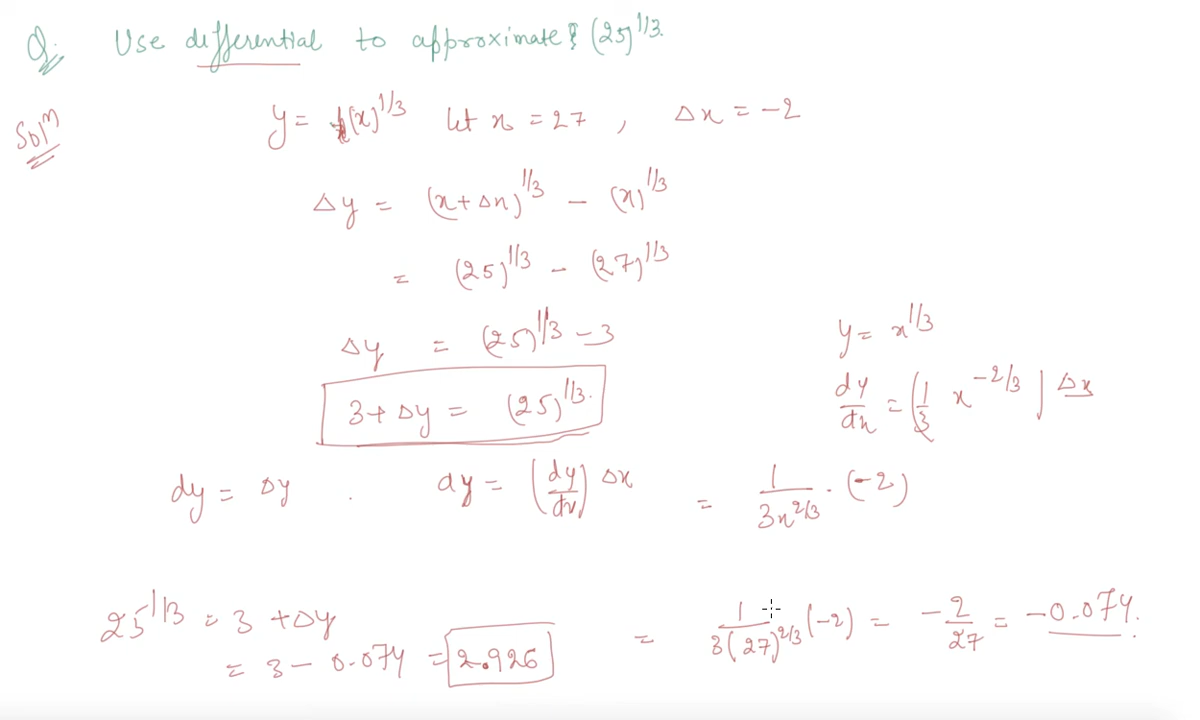 Q. Use differential to approximate (25)^1/3.
Soln
y = (x)^1/3 let x = 27 , Δx = -2
Δy = (x+Δx)^1/3 - (x)^1/3
= (25)^1/3 - (27)^1/3
Δy = (25)^1/3 - 3
3 + Δy = (25)^1/3.
y = x^1/3
dy/dx = (1/3 x^-2/3) Δx
dy = Δy . dy = (dy/dx) Δx = 1/3x^2/3 . (-2)
= 1/3(27)^2/3 (-2) = -2/27 = -0.074.
25^1/3 = 3 + Δy
= 3 - 0.074 = 2.926